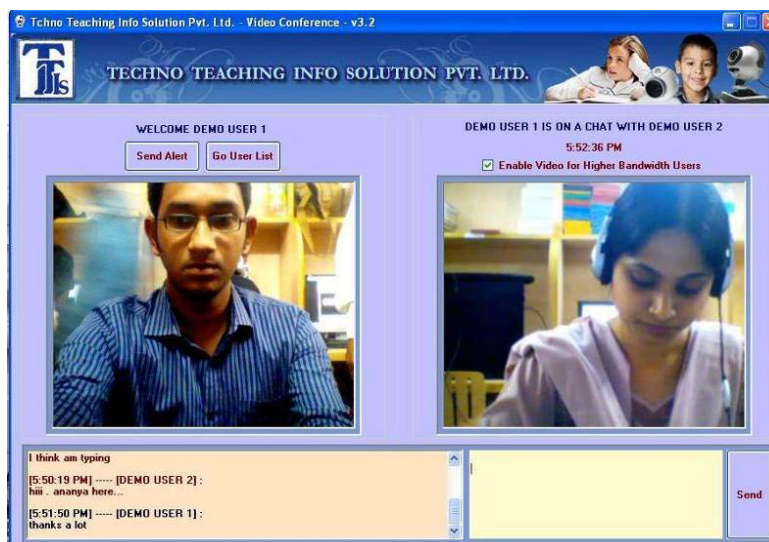 Tchno Teaching Info Solution Pvt. Ltd. - Video Conference - v3.2
TTIS
TECHNO TEACHING INFO SOLUTION PVT. LTD.
WELCOME DEMO USER 1
Send Alert
Go User List
DEMO USER 1 IS ON A CHAT WITH DEMO USER 2
5:52:36 PM
Enable Video for Higher Bandwidth Users
I think am typing
[5:50:19 PM] ----- [DEMO USER 2] :
hiii . ananya here...
[5:51:50 PM] ----- [DEMO USER 1] :
thanks a lot
Send